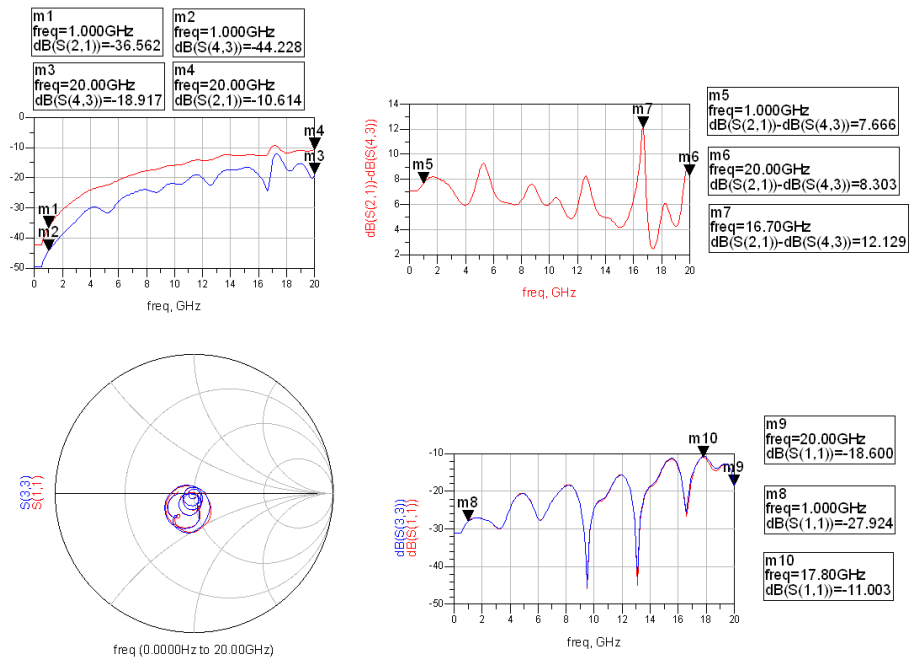 m1
freq=1.000GHz
dB(S(2,1))=-36.562
m2
freq=1.000GHz
dB(S(4,3))=-44.228
m3
freq=20.00GHz
dB(S(4,3))=-18.917
m4
freq=20.00GHz
dB(S(2,1))=-10.614
0
-10
-20
-30
-40
-50
m1
m2
m4
m3
0 2 4 6 8 10 12 14 16 18 20
freq, GHz
dB(S(2,1))-dB(S(4,3))
14
12
10
8
6
4
2
m5
m7
m6
0 2 4 6 8 10 12 14 16 18 20
freq, GHz
m5
freq=1.000GHz
dB(S(2,1))-dB(S(4,3))=7.666
m6
freq=20.00GHz
dB(S(2,1))-dB(S(4,3))=8.303
m7
freq=16.70GHz
dB(S(2,1))-dB(S(4,3))=12.129
S(3,3)
S(1,1)
freq (0.0000Hz to 20.00GHz)
dB(S(3,3))
dB(S(1,1))
-10
-20
-30
-40
-50
m8
m10
m9
0 2 4 6 8 10 12 14 16 18 20
freq, GHz
m9
freq=20.00GHz
dB(S(1,1))=-18.600
m8
freq=1.000GHz
dB(S(1,1))=-27.924
m10
freq=17.80GHz
dB(S(1,1))=-11.003